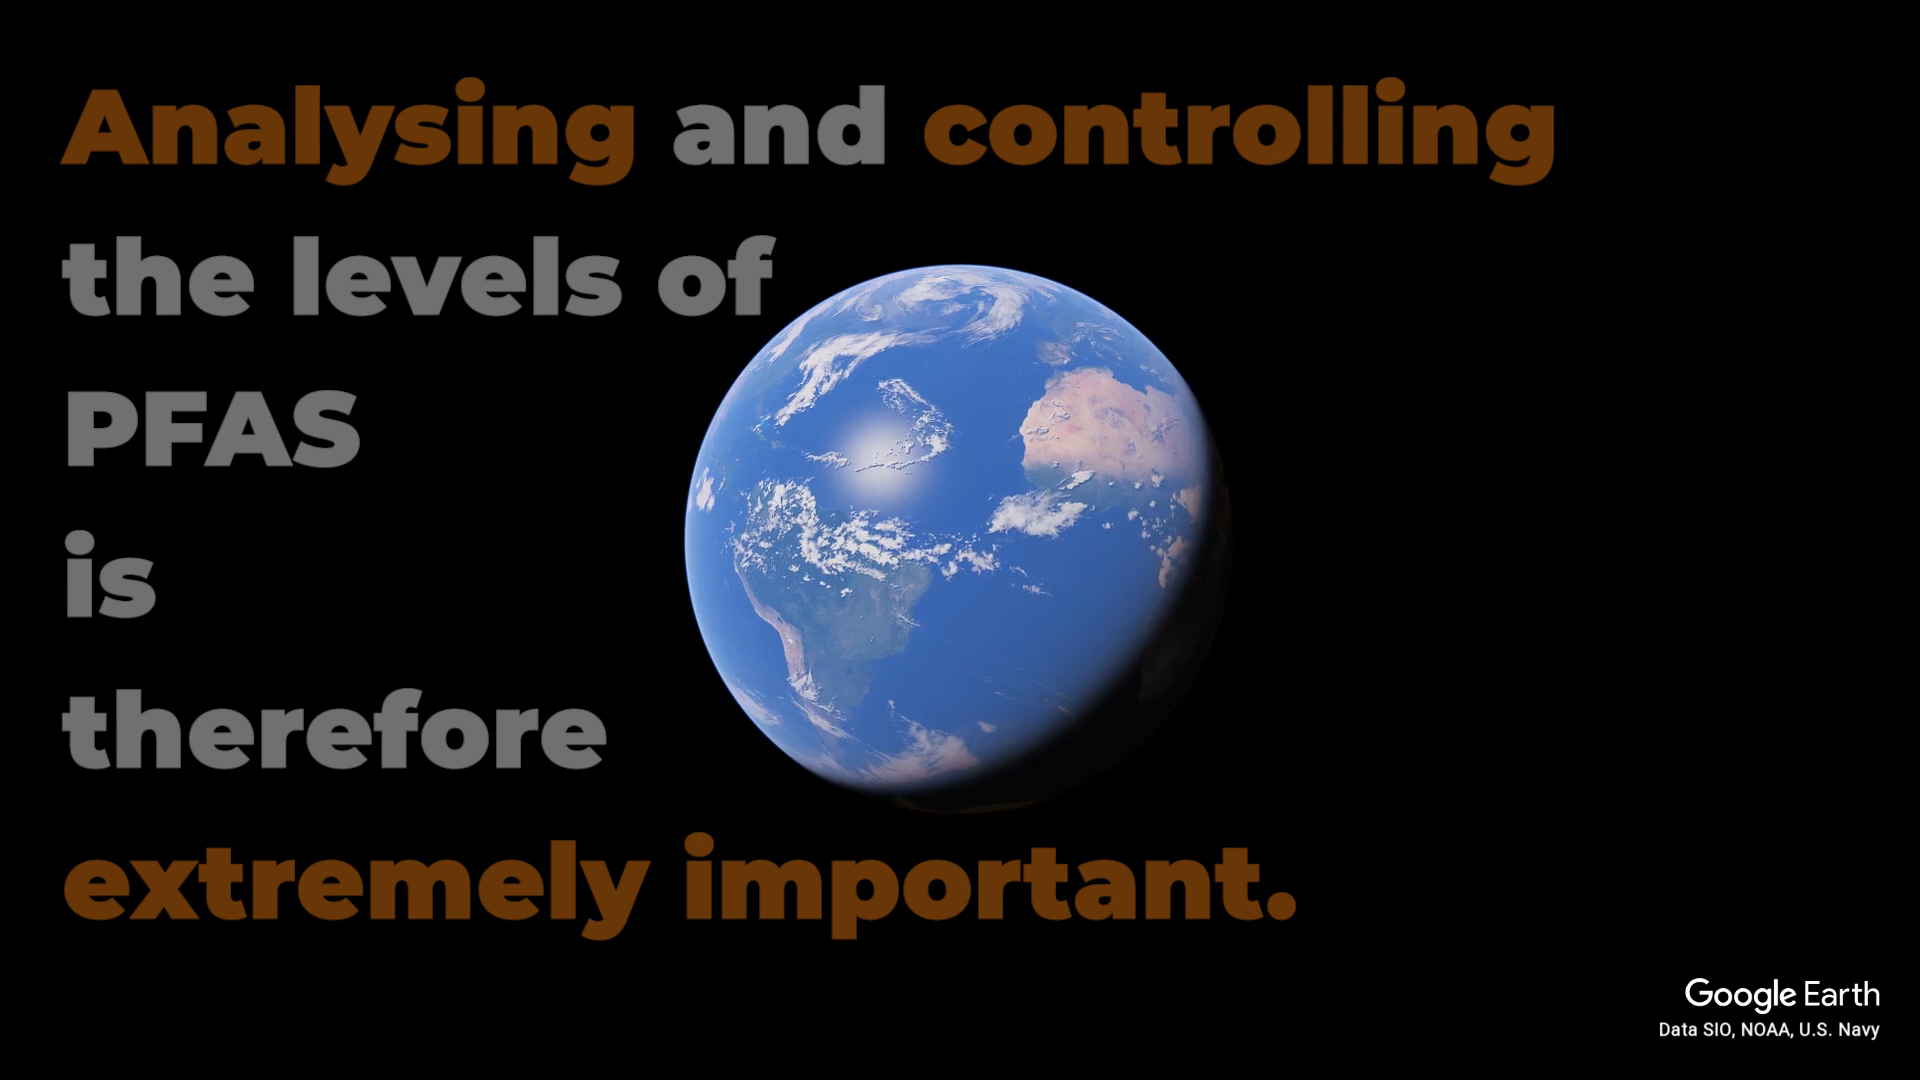 Analysing and controlling
the levels of
PFAS
is
therefore
extremely important.
Google Earth
Data SIO, NOAA, U.S. Navy